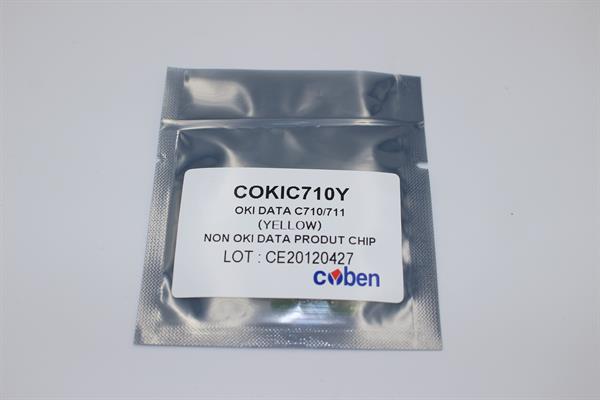 COKIC710Y
OKI DATA C710/711
(YELLOW)
NON OKI DATA PRODUT CHIP
LOT : CE20120427
coben